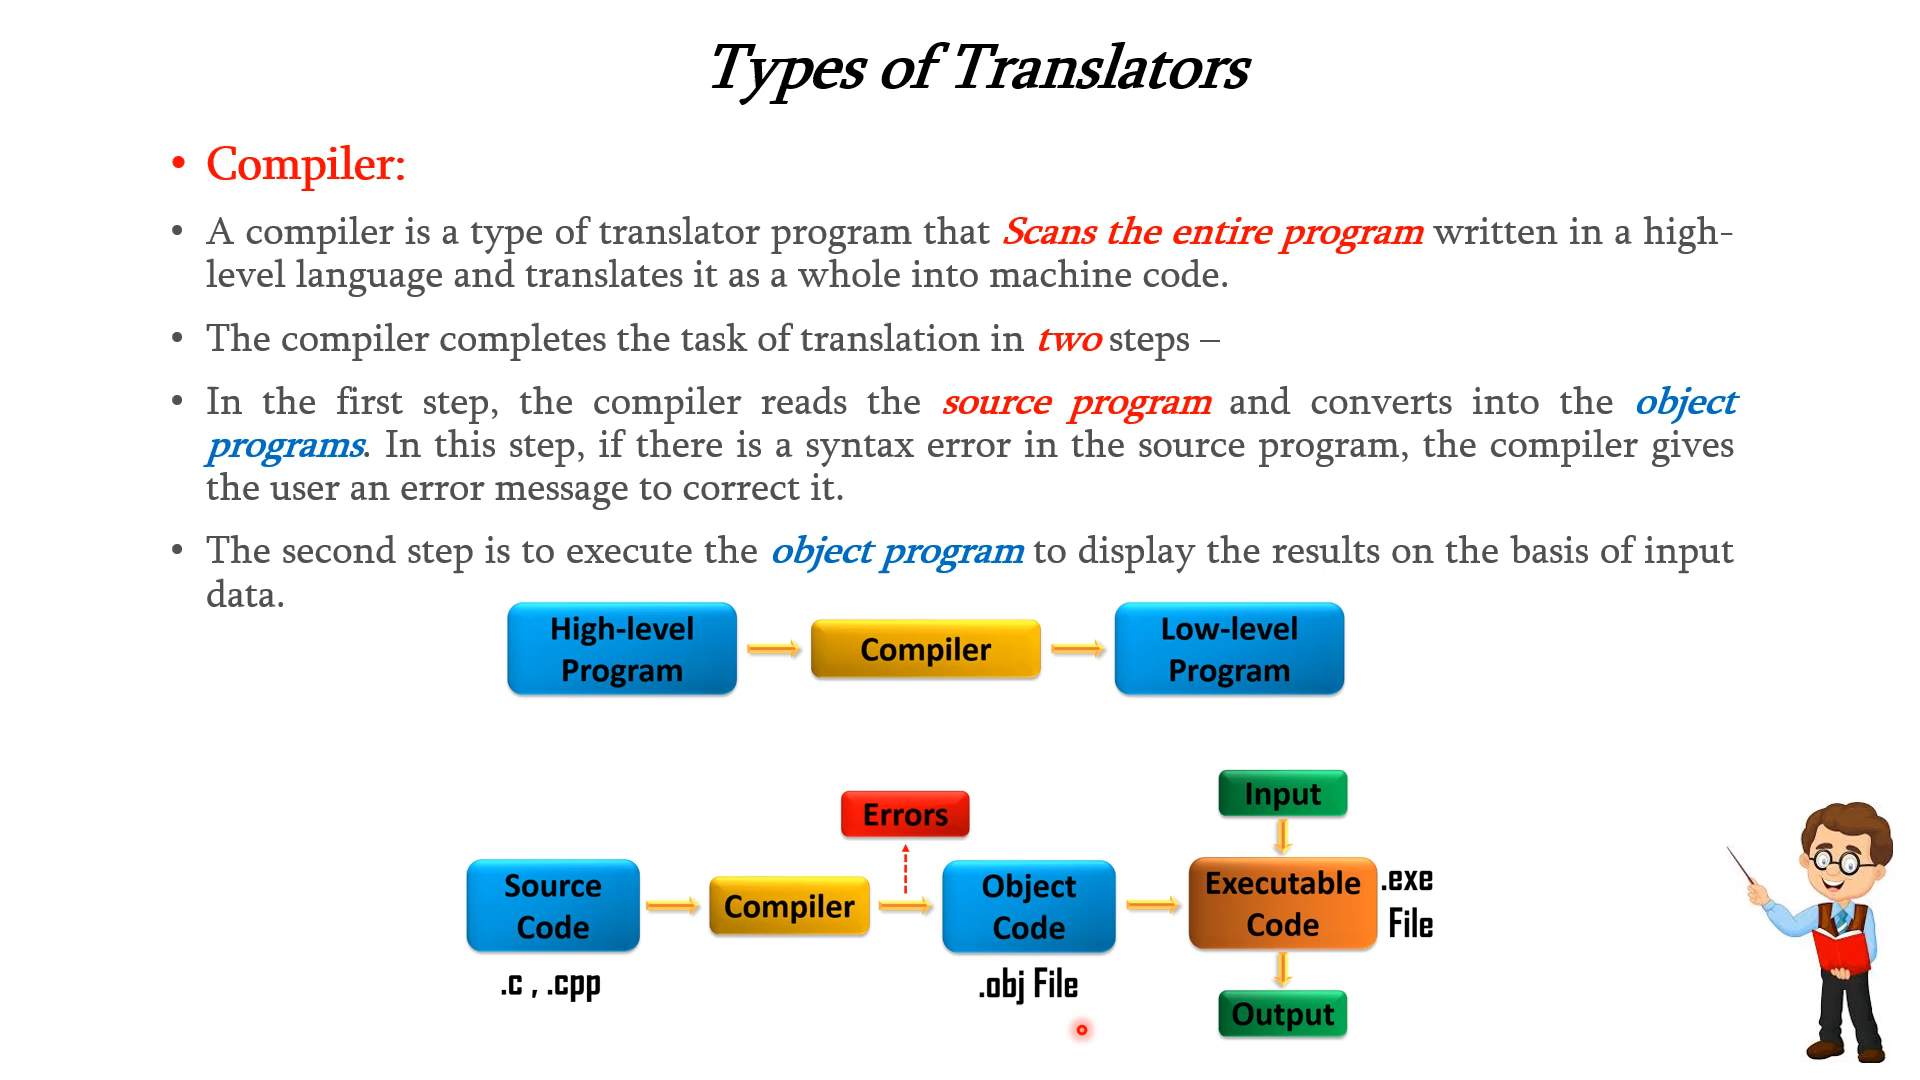 Types of Translators
• Compiler:
• A compiler is a type of translator program that Scans the entire program written in a high-
level language and translates it as a whole into machine code.
• The compiler completes the task of translation in two steps –
• In the first step, the compiler reads the source program and converts into the object
programs. In this step, if there is a syntax error in the source program, the compiler gives
the user an error message to correct it.
• The second step is to execute the object program to display the results on the basis of input
data.
High-level
Program
Compiler
Low-level
Program
Source
Code
.c , .cpp
Compiler
Errors
Object
Code
.obj File
Input
Executable
Code
.exe
File
Output